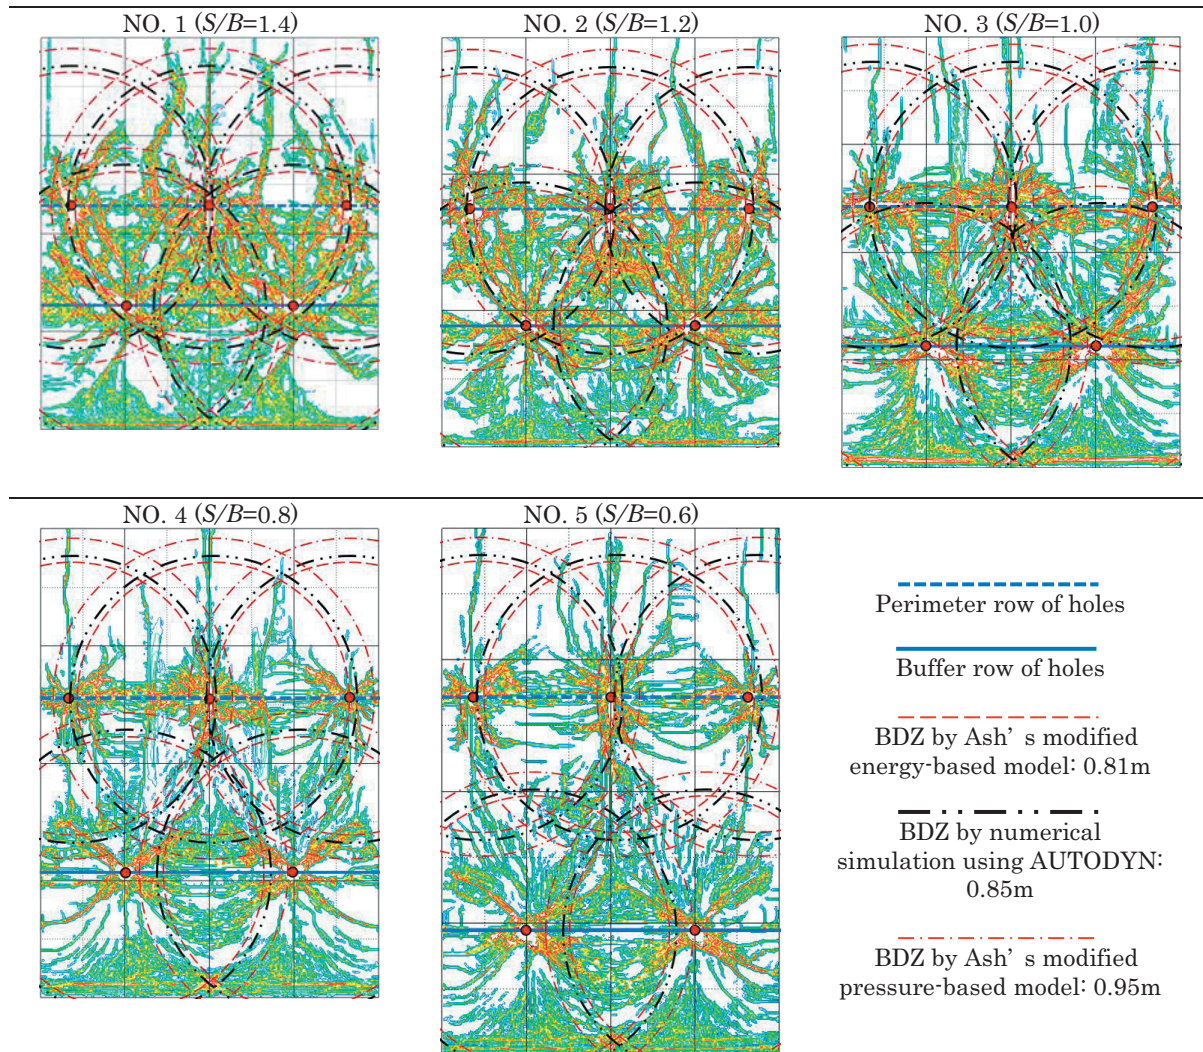 NO. 1 (S/B=1.4)
NO. 2 (S/B=1.2)
NO. 3 (S/B=1.0)
NO. 4 (S/B=0.8)
NO. 5 (S/B=0.6)
Perimeter row of holes
Buffer row of holes
BDZ by Ash’ s modified
energy-based model: 0.81m
BDZ by numerical
simulation using AUTODYN:
0.85m
BDZ by Ash’ s modified
pressure-based model: 0.95m